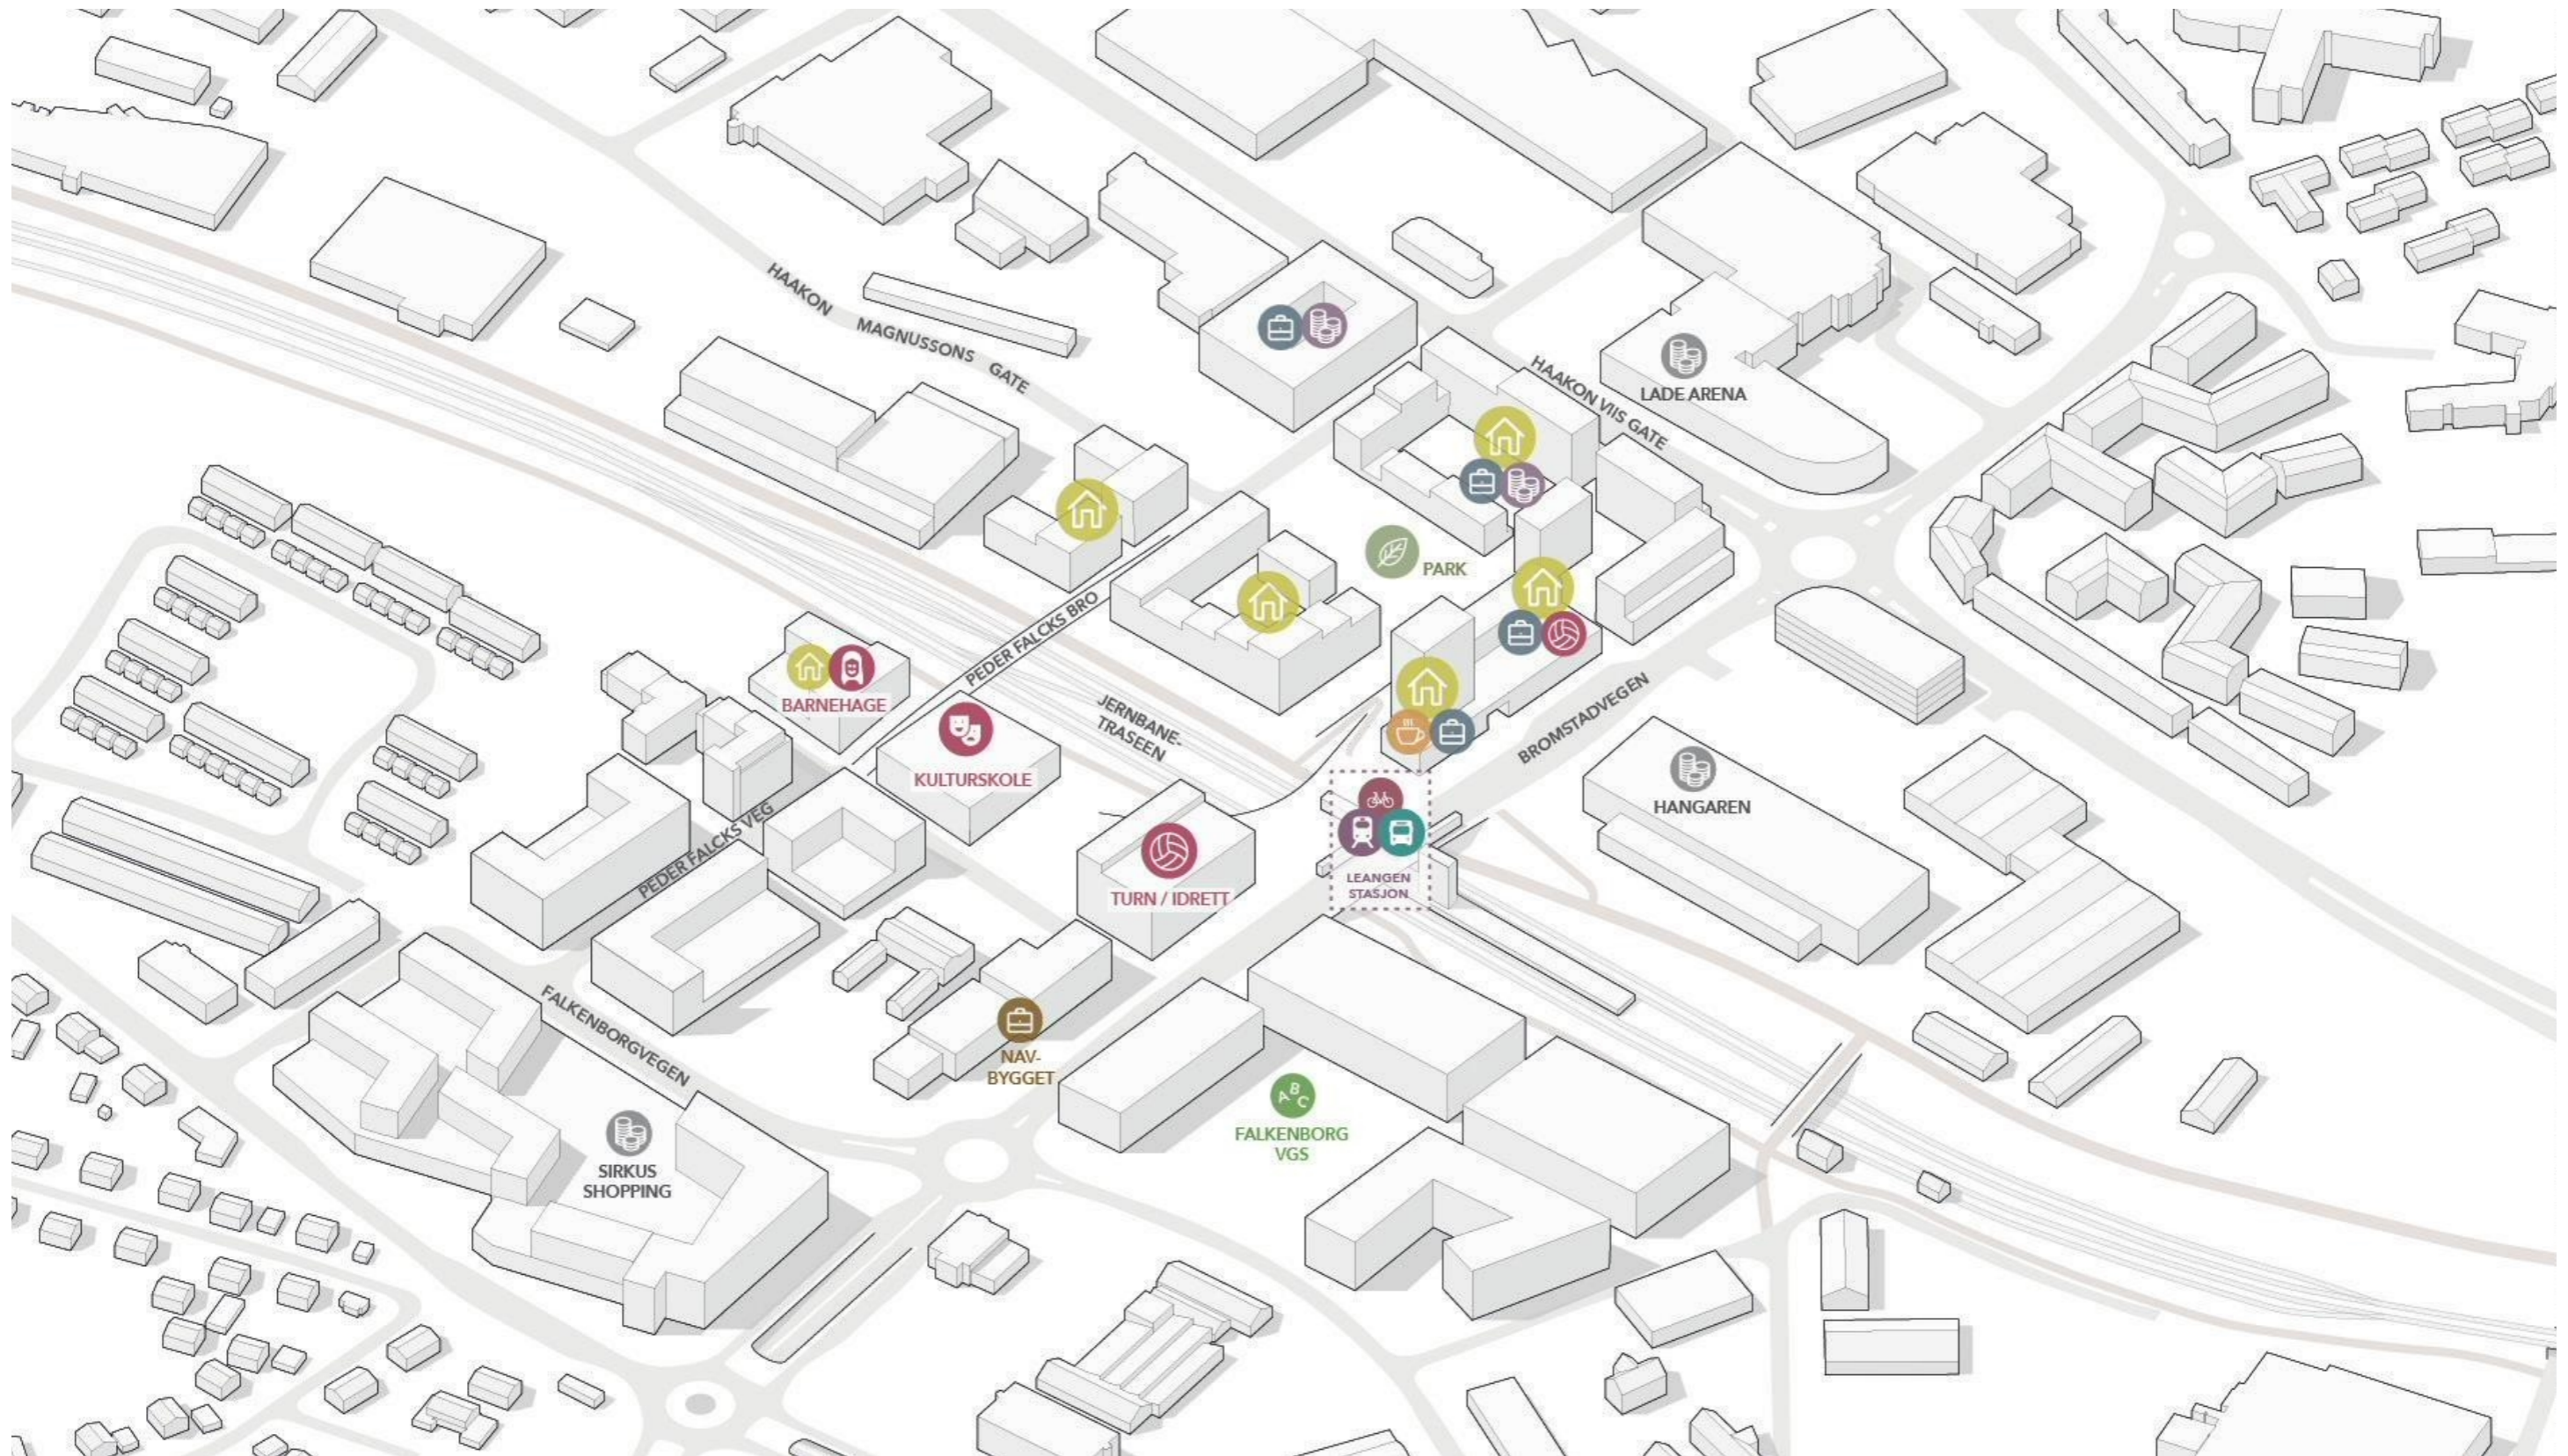 HAAKON MAGNUSSONS GATE
HAAKON VIIS GATE
LADE ARENA
PARK
PEDER FALCKS BRO
BARNEHAGE
KULTURSKOLE
JERNBANE-
TRASEEN
BROMSTADVEGEN
HANGAREN
PEDER FALCKS VEG
TURN / IDRETT
LEANGEN
STASJON
FALKENBORGVEGEN
NAV-
BYGGET
A B C
FALKENBORG
VGS
SIRKUS
SHOPPING